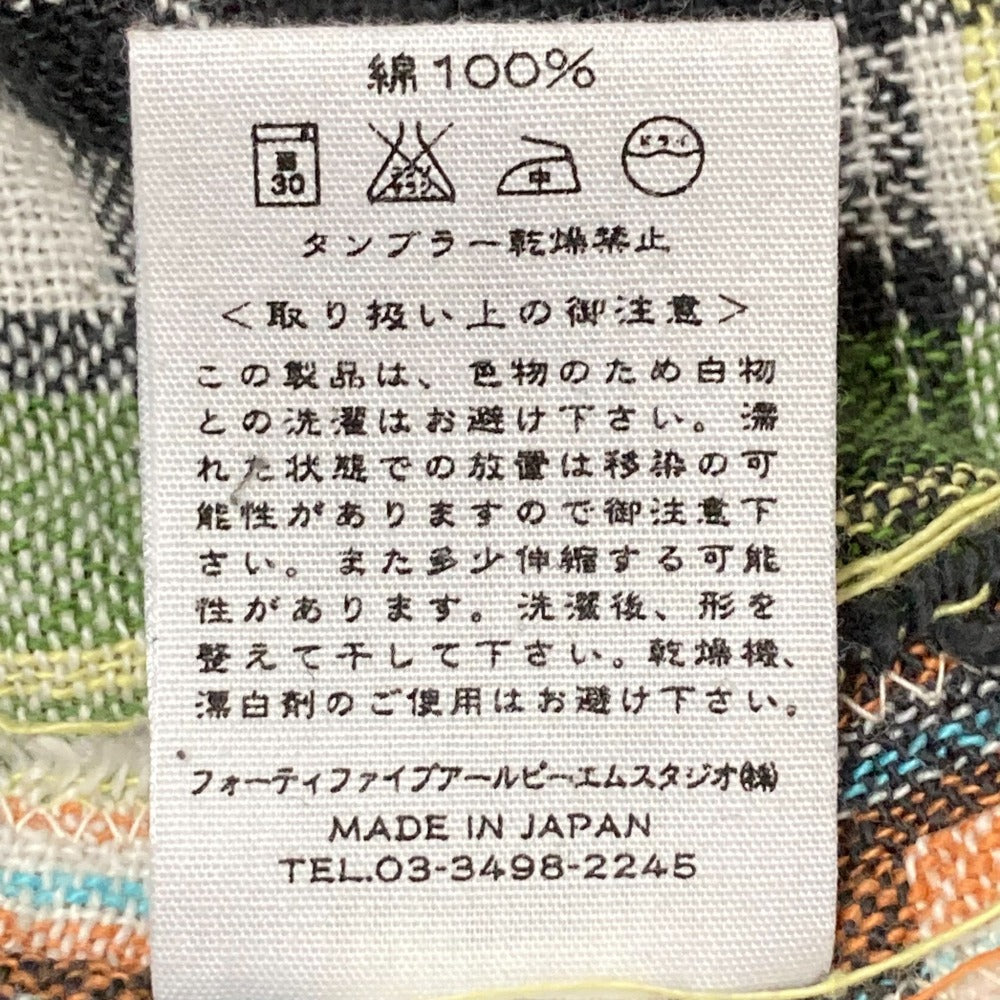 綿100%
弱 30 エンソ サラシ 中 ドライ
タンブラー乾燥禁止
<取り扱い上の御注意>
この製品は、色物のため白物
との洗濯はお避け下さい。濡
れた状態での放置は移染の可
能性がありますので御注意下
さい。また多少伸縮する可能
性があります。洗濯後、形を
整えて干して下さい。乾燥機、
漂白剤のご使用はお避け下さい。
フォーティファイブアールピーエムスタジオ㈱
MADE IN JAPAN
TEL.03-3498-2245